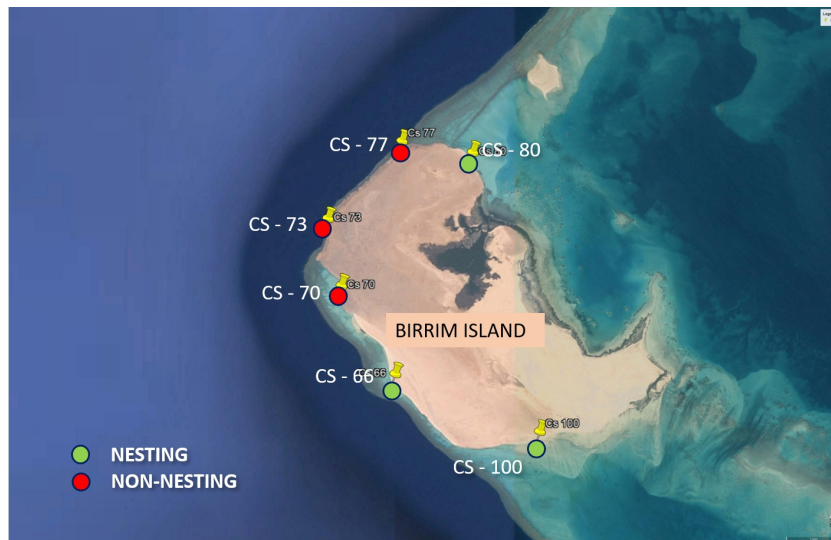 CS - 77
Cs 77
CS - 80
CS - 73
Cs 73
CS - 70
Cs 70
BIRRIM ISLAND
CS - 66
Cs 100
CS - 100
NESTING
NON-NESTING